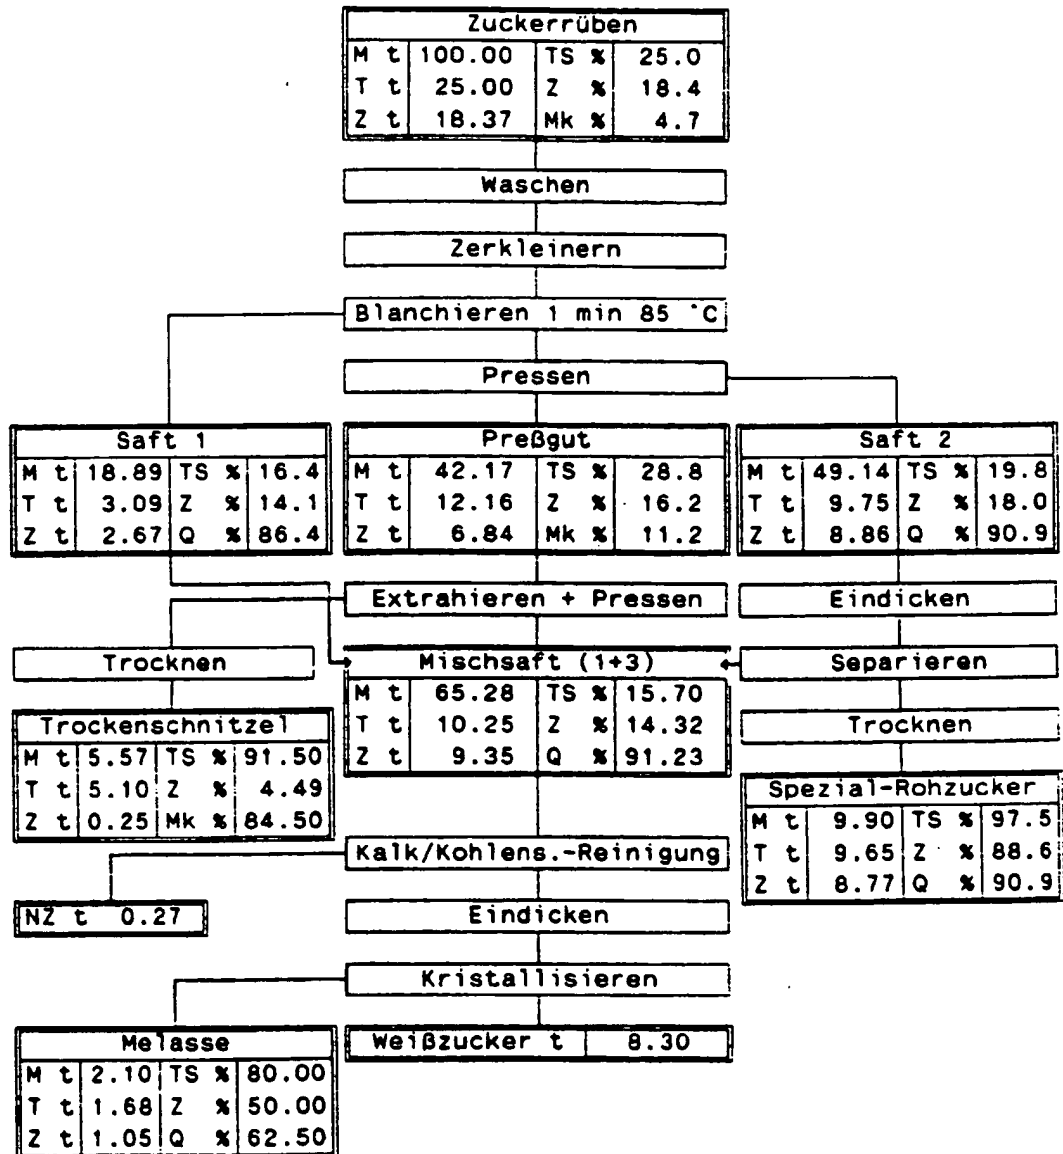 Zuckerrüben
M t 100.00 TS % 25.0
T t 25.00 Z % 18.4
Z t 18.37 Mk % 4.7
Waschen
Zerkleinern
Blanchieren 1 min 85 °C
Pressen
Saft 1
M t 18.89 TS % 16.4
T t 3.09 Z % 14.1
Z t 2.67 Q % 86.4
Preßgut
M t 42.17 TS % 28.8
T t 12.16 Z % 16.2
Z t 6.84 Mk % 11.2
Saft 2
M t 49.14 TS % 19.8
T t 9.75 Z % 18.0
Z t 8.86 Q % 90.9
Extrahieren + Pressen
Eindicken
Trocknen
Mischsaft (1+3)
M t 65.28 TS % 15.70
T t 10.25 Z % 14.32
Z t 9.35 Q % 91.23
Separieren
Trocknen
Trockenschnitzel
M t 5.57 TS % 91.50
T t 5.10 Z % 4.49
Z t 0.25 Mk % 84.50
Spezial-Rohzucker
M t 9.90 TS % 97.5
T t 9.65 Z % 88.6
Z t 8.77 Q % 90.9
Kalk/Kohlens.-Reinigung
NZ t 0.27
Eindicken
Kristallisieren
Melasse
M t 2.10 TS % 80.00
T t 1.68 Z % 50.00
Z t 1.05 Q % 62.50
Weißzucker t 8.30